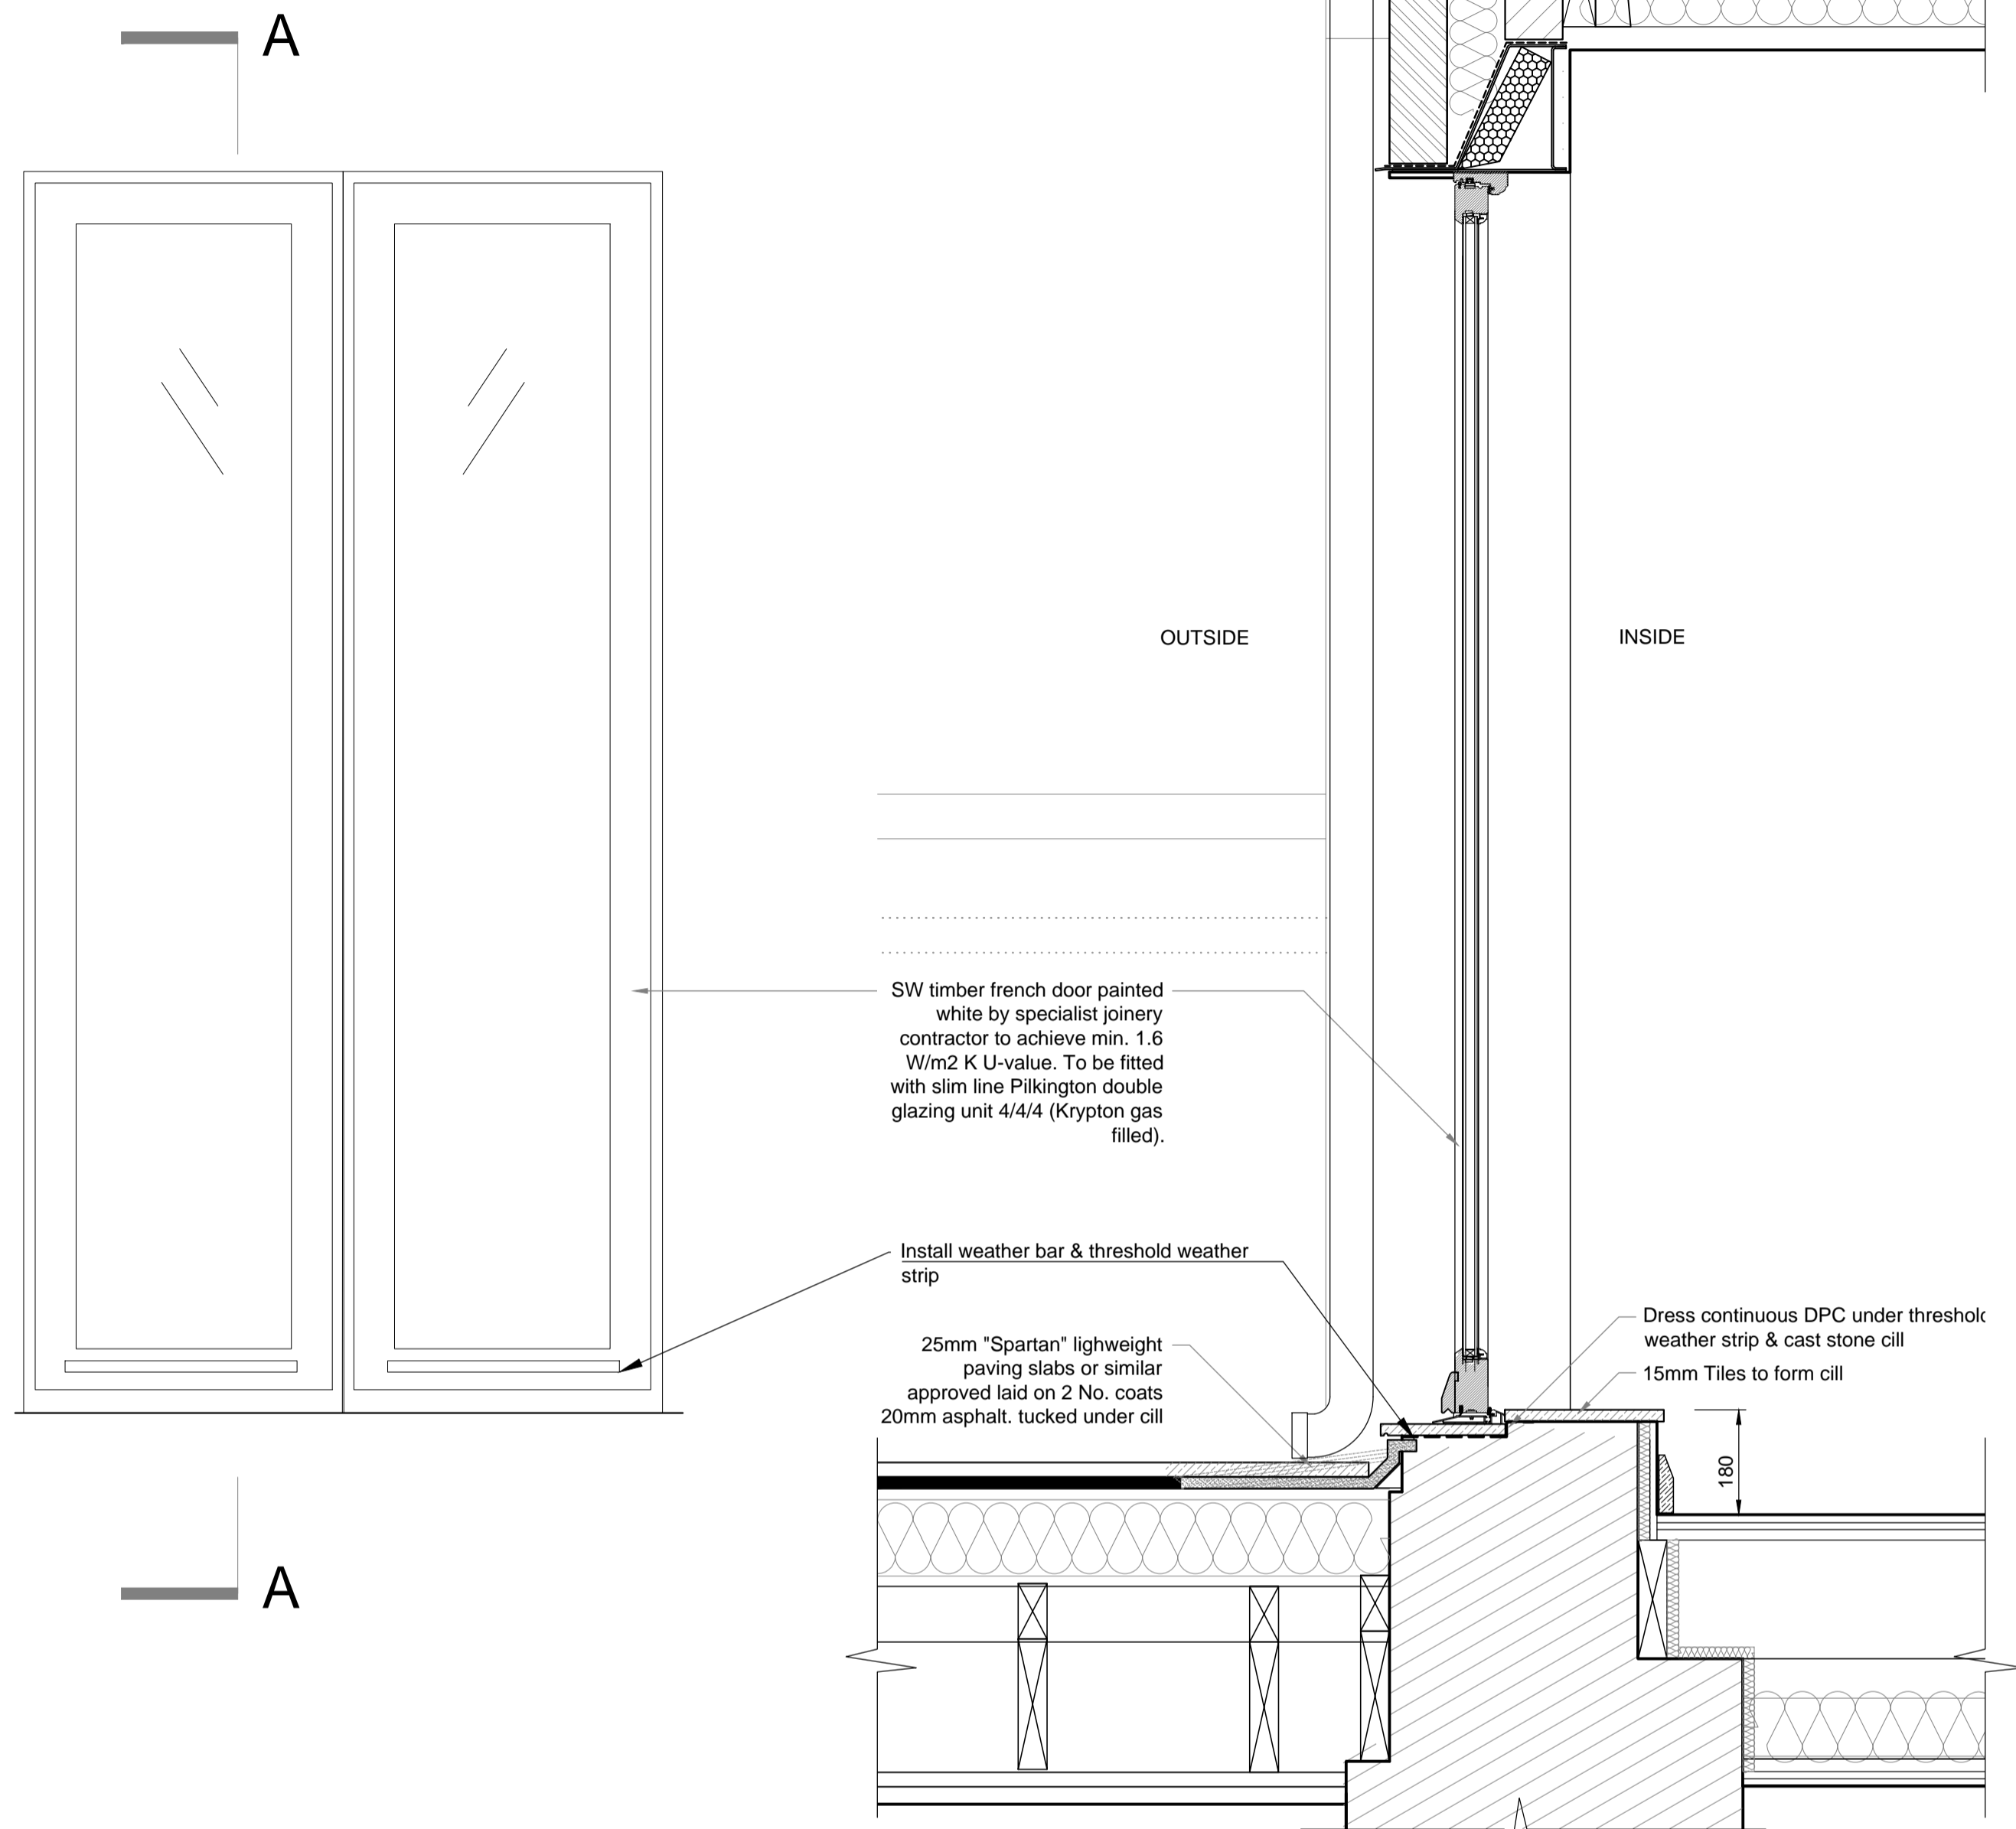 A
OUTSIDE
INSIDE
SW timber french door painted
white by specialist joinery
contractor to achieve min. 1.6
W/m2 K U-value. To be fitted
with slim line Pilkington double
glazing unit 4/4/4 (Krypton gas
filled).
Install weather bar & threshold weather
strip
25mm "Spartan" lighweight
paving slabs or similar
approved laid on 2 No. coats
20mm asphalt. tucked under cill
Dress continuous DPC under threshold
weather strip & cast stone cill
15mm Tiles to form cill
180
A